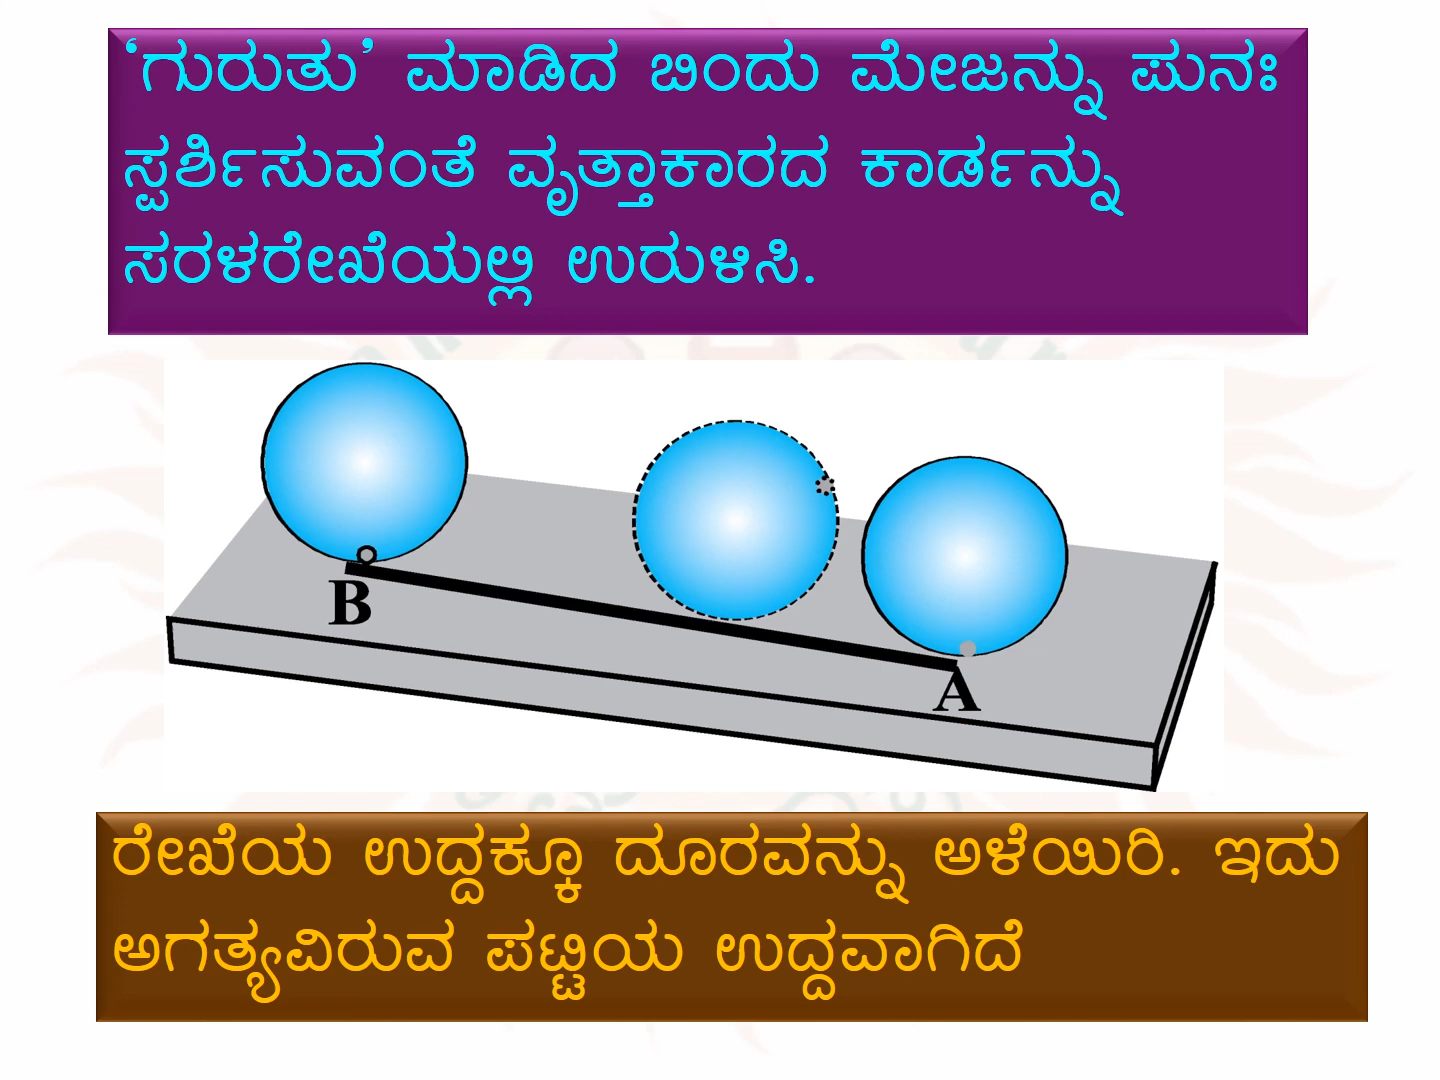 ‘ಗುರುತು’ ಮಾಡಿದ ಬಿಂದು ಮೇಜನ್ನು ಪುನಃ
ಸ್ಪರ್ಶಿಸುವಂತೆ ವೃತ್ತಾಕಾರದ ಕಾರ್ಡನ್ನು
ಸರಳರೇಖೆಯಲ್ಲಿ ಉರುಳಿಸಿ.
B
A
ರೇಖೆಯ ಉದ್ದಕ್ಕೂ ದೂರವನ್ನು ಅಳೆಯಿರಿ. ಇದು
ಅಗತ್ಯವಿರುವ ಪಟ್ಟಿಯ ಉದ್ದವಾಗಿದೆ